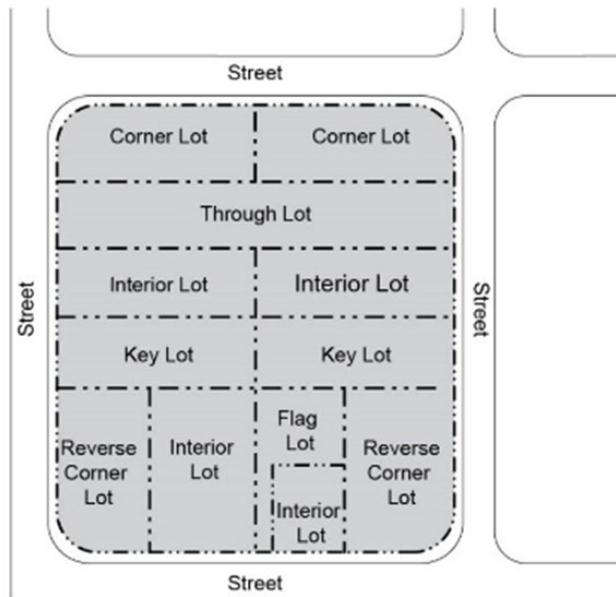 Street
Corner Lot
Corner Lot
Through Lot
Interior Lot
Interior Lot
Street
Street
Key Lot
Key Lot
Reverse
Corner
Lot
Interior
Lot
Flag
Lot
Interior
Lot
Reverse
Corner
Lot
Street